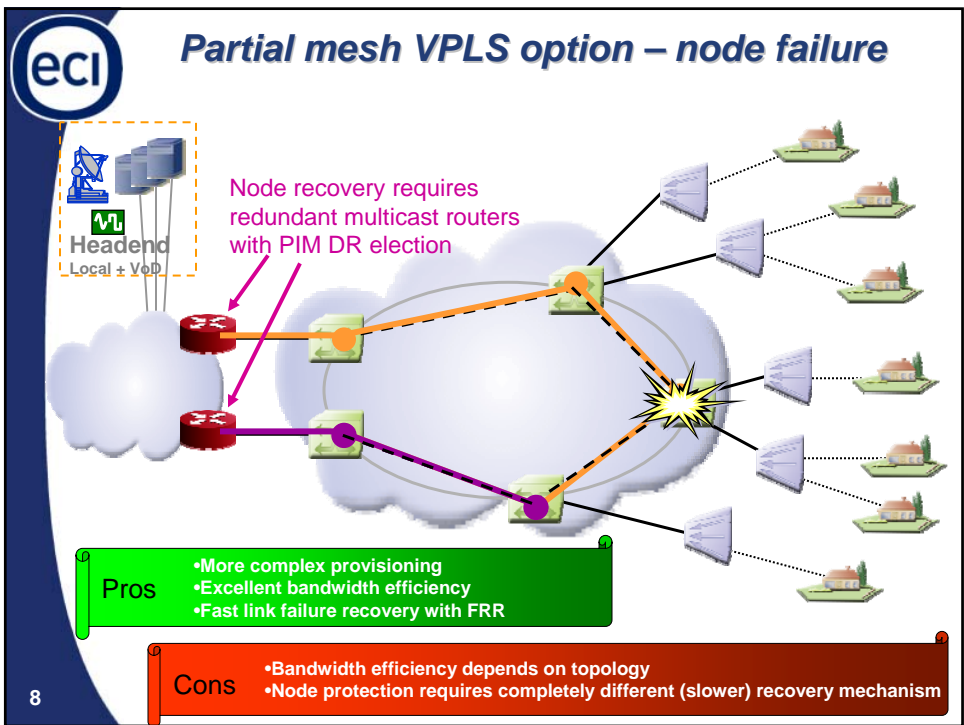 eci
Partial mesh VPLS option – node failure
Headend
Local + VoD
Node recovery requires
redundant multicast routers
with PIM DR election
Pros
•More complex provisioning
•Excellent bandwidth efficiency
•Fast link failure recovery with FRR
Cons
•Bandwidth efficiency depends on topology
•Node protection requires completely different (slower) recovery mechanism
8